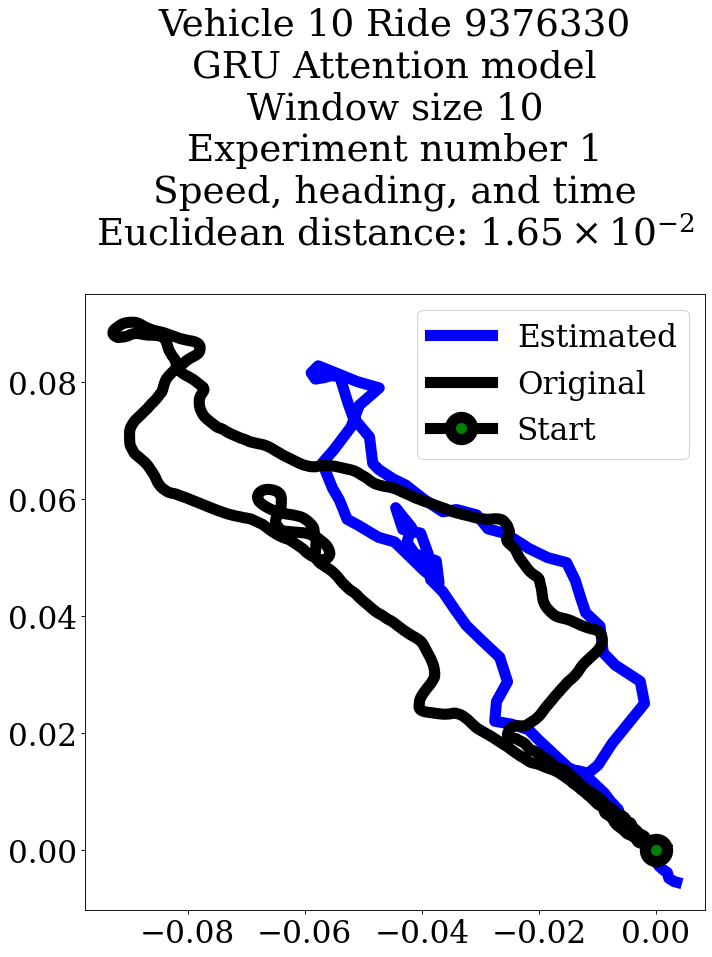 Vehicle 10 Ride 9376330
GRU Attention model
Window size 10
Experiment number 1
Speed, heading, and time
Euclidean distance: 1.65 × 10⁻²
Estimated
Original
Start
0.08
0.06
0.04
0.02
0.00
−0.08 −0.06 −0.04 −0.02 0.00